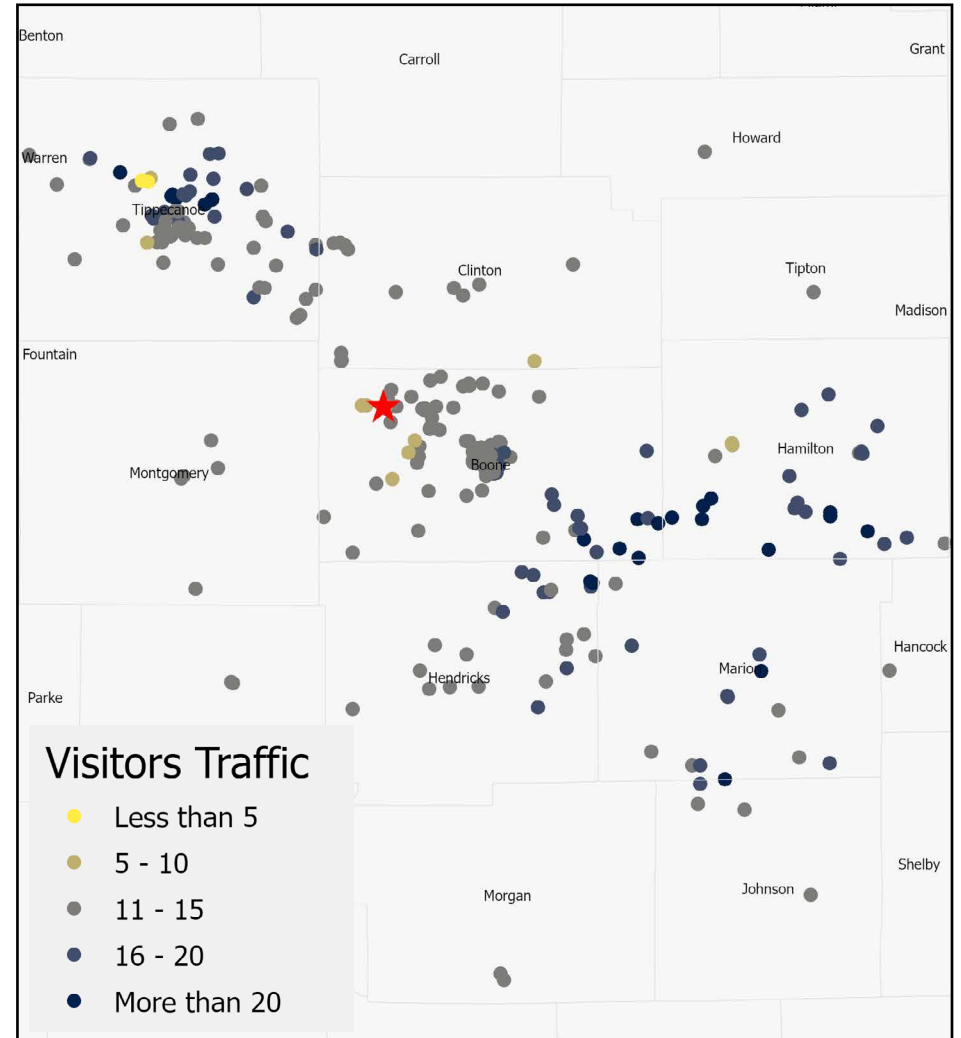 Benton
Carroll
Grant
Howard
Warren
Tippecanoe
Clinton
Tipton
Madison
Fountain
Hamilton
Boone
Montgomery
Hancock
Marion
Hendricks
Parke
Visitors Traffic
Less than 5
5 - 10
11 - 15
16 - 20
More than 20
Shelby
Johnson
Morgan